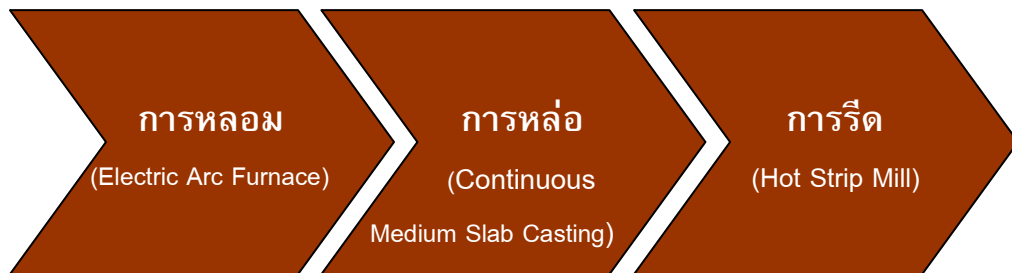 การหลอม
(Electric Arc Furnace)
การหล่อ
(Continuous
Medium Slab Casting)
การรีด
(Hot Strip Mill)